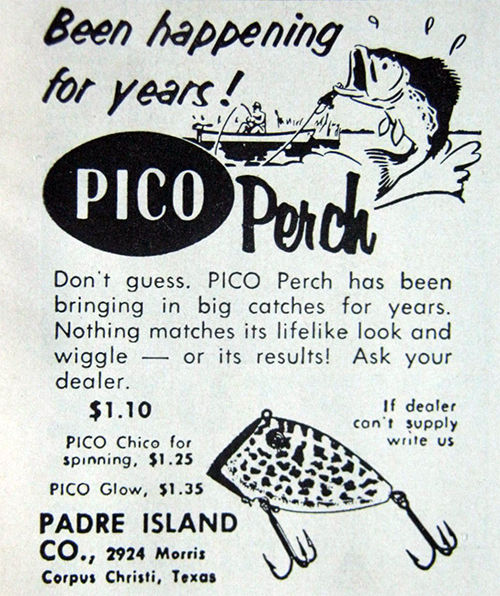 Been happening
for years!
PICO Perch
Don't guess. PICO Perch has been
bringing in big catches for years.
Nothing matches its lifelike look and
wiggle — or its results! Ask your
dealer.
$1.10
PICO Chico for
spinning, $1.25
PICO Glow, $1.35
If dealer
can't supply
write us
PADRE ISLAND
CO., 2924 Morris
Corpus Christi, Texas